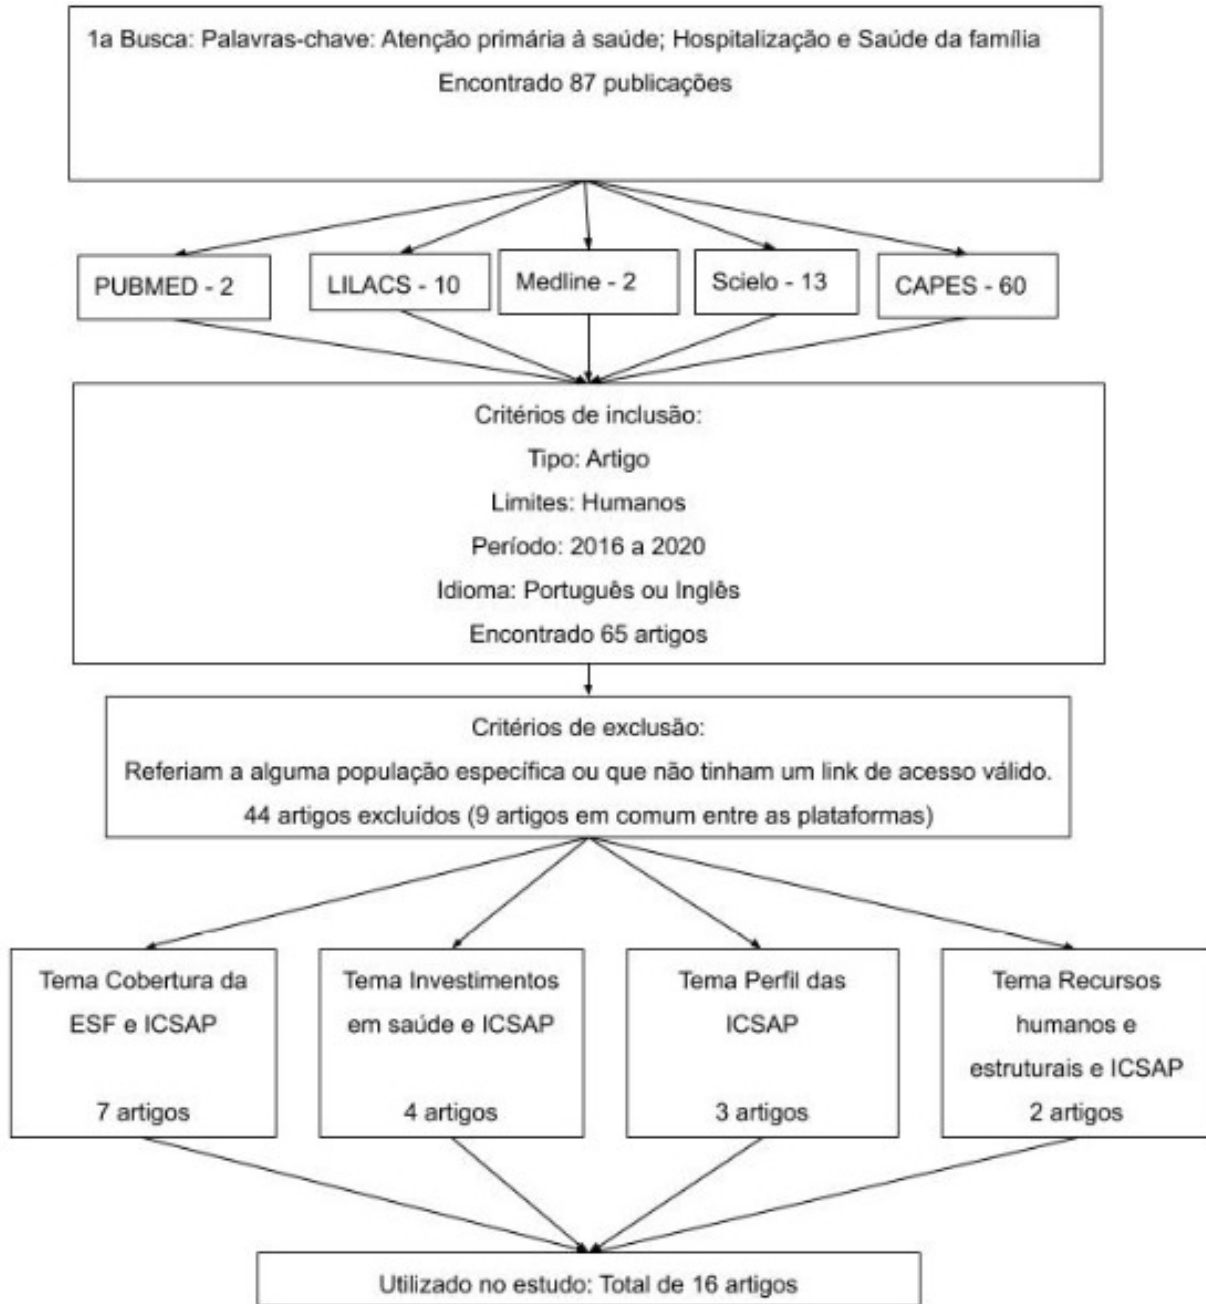 1a Busca: Palavras-chave: Atenção primária à saúde; Hospitalização e Saúde da família
Encontrado 87 publicações
PUBMED - 2
LILACS - 10
Medline - 2
Scielo - 13
CAPES - 60
Critérios de inclusão:
Tipo: Artigo
Limites: Humanos
Período: 2016 a 2020
Idioma: Português ou Inglês
Encontrado 65 artigos
Critérios de exclusão:
Referiam a alguma população específica ou que não tinham um link de acesso válido.
44 artigos excluídos (9 artigos em comum entre as plataformas)
Tema Cobertura da
ESF e ICSAP
7 artigos
Tema Investimentos
em saúde e ICSAP
4 artigos
Tema Perfil das
ICSAP
3 artigos
Tema Recursos
humanos e
estruturais e ICSAP
2 artigos
Utilizado no estudo: Total de 16 artigos